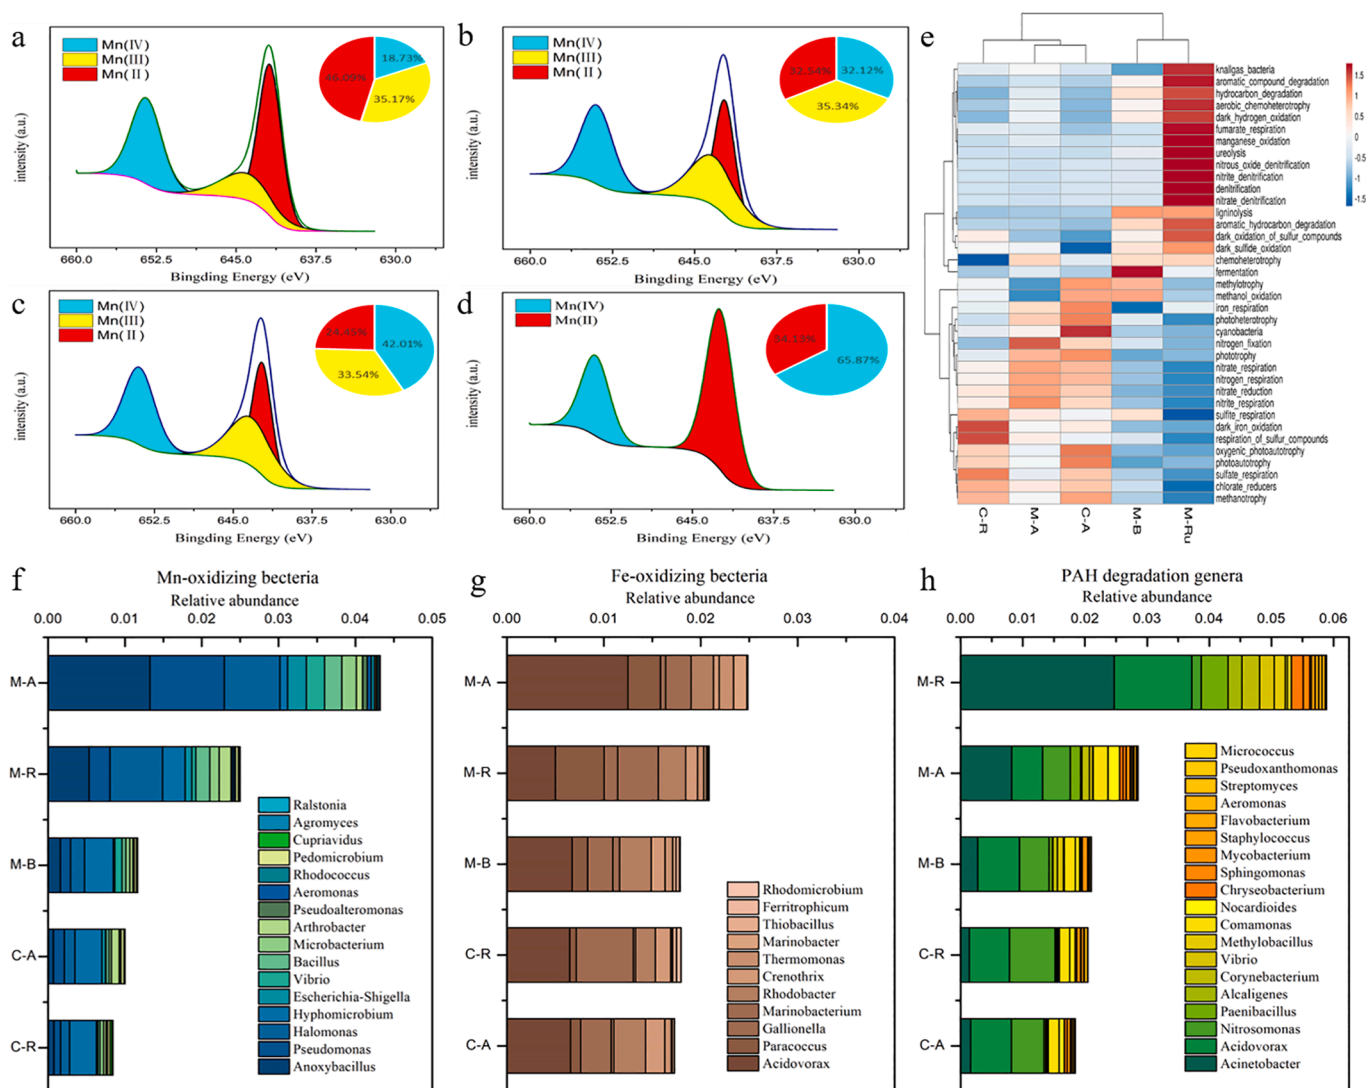 a
Mn(IV)
Mn(III)
Mn(II)
18.73%
35.17%
46.09%
intensity (a.u.)
660.0 652.5 645.0 637.5 630.0
Bingding Energy (eV)
b
Mn(IV)
Mn(III)
Mn(II)
32.12%
35.34%
32.54%
intensity (a.u.)
660.0 652.5 645.0 637.5 630.0
Bingding Energy (eV)
c
Mn(IV)
Mn(III)
Mn(II)
42.01%
33.54%
24.45%
intensity (a.u.)
660.0 652.5 645.0 637.5 630.0
Bingding Energy (eV)
d
Mn(IV)
Mn(II)
65.87%
34.13%
intensity (a.u.)
660.0 652.5 645.0 637.5 630.0
Binding Energy (eV)
e
knallgas_bacteria
aromatic_compound_degradation
hydrocarbon_degradation
aerobic_chemoheterotrophy
dark_hydrogen_oxidation
fumarate_respiration
manganese_oxidation
ureolysis
nitrous_oxide_denitrification
nitrite_denitrification
denitrification
nitrate_denitrification
ligninolysis
aromatic_hydrocarbon_degradation
dark_oxidation_of_sulfur_compounds
dark_sulfide_oxidation
chemoheterotrophy
fermentation
methylotrophy
methanol_oxidation
iron_respiration
photoheterotrophy
cyanobacteria
nitrogen_fixation
phototrophy
nitrate_respiration
nitrogen_respiration
nitrate_reduction
nitrite_respiration
sulfite_respiration
dark_iron_oxidation
respiration_of_sulfur_compounds
oxygenic_photoautotrophy
photoautotrophy
sulfate_respiration
chlorate_reducers
methanotrophy
1.5
1
0.5
0
-0.5
-1
-1.5
C-R M-A C-A M-B M-Ru
f
Mn-oxidizing becteria
Relative abundance
0.00 0.01 0.02 0.03 0.04 0.05
M-A
M-R
M-B
C-A
C-R
Ralstonia
Agromyces
Cupriavidus
Pedomicrobium
Rhodococcus
Aeromonas
Pseudoalteromonas
Arthrobacter
Microbacterium
Bacillus
Vibrio
Escherichia-Shigella
Hyphomicrobium
Halomonas
Pseudomonas
Anoxybacillus
g
Fe-oxidizing becteria
Relative abundance
0.00 0.01 0.02 0.03 0.04
M-A
M-R
M-B
C-R
C-A
Rhodomicrobium
Ferritrophicum
Thiobacillus
Marinobacter
Thermomonas
Crenothrix
Rhodobacter
Marinobacterium
Gallionella
Paracoccus
Acidovorax
h
PAH degradation genera
Relative abundance
0.00 0.01 0.02 0.03 0.04 0.05 0.06
M-R
M-A
M-B
C-R
C-A
Micrococcus
Pseudoxanthomonas
Streptomyces
Aeromonas
Flavobacterium
Staphylococcus
Mycobacterium
Sphingomonas
Chryseobacterium
Nocardioides
Comamonas
Methylobacillus
Vibrio
Corynebacterium
Alcaligenes
Paenibacillus
Nitrosomonas
Acidovorax
Acinetobacter